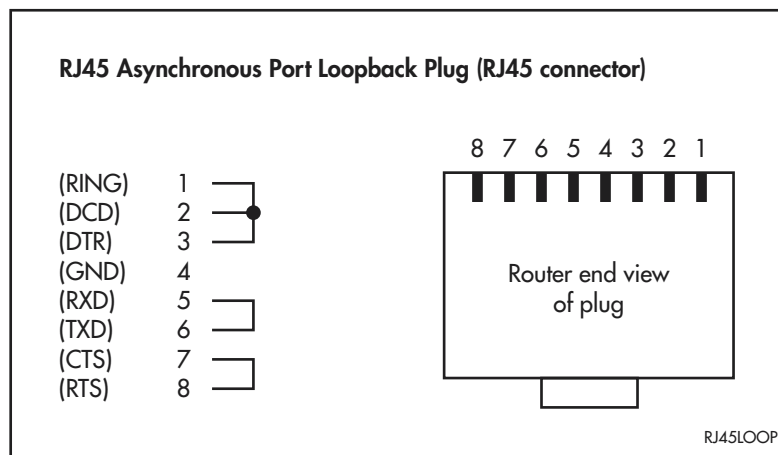 RJ45 Asynchronous Port Loopback Plug (RJ45 connector)
(RING) 1
(DCD) 2
(DTR) 3
(GND) 4
(RXD) 5
(TXD) 6
(CTS) 7
(RTS) 8
8 7 6 5 4 3 2 1
Router end view
of plug
RJ45LOOP